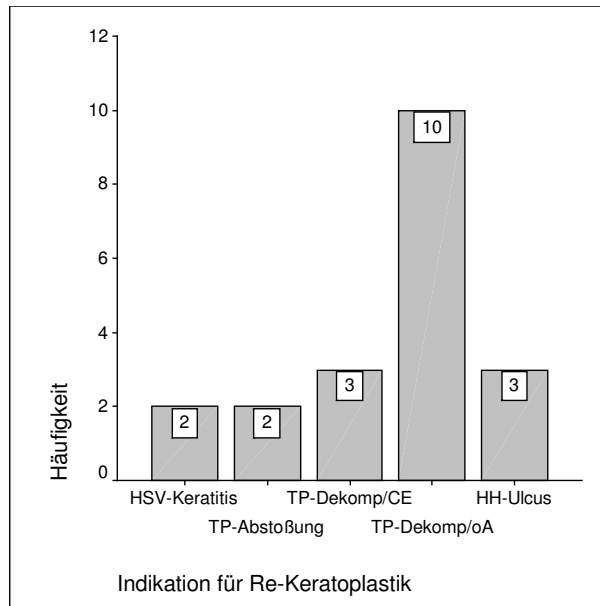 12
10
8
6
4
2
0
Häufigkeit
2
2
3
10
3
HSV-Keratitis
TP-Abstoßung
TP-Dekomp/CE
TP-Dekomp/oA
HH-Ulcus
Indikation für Re-Keratoplastik